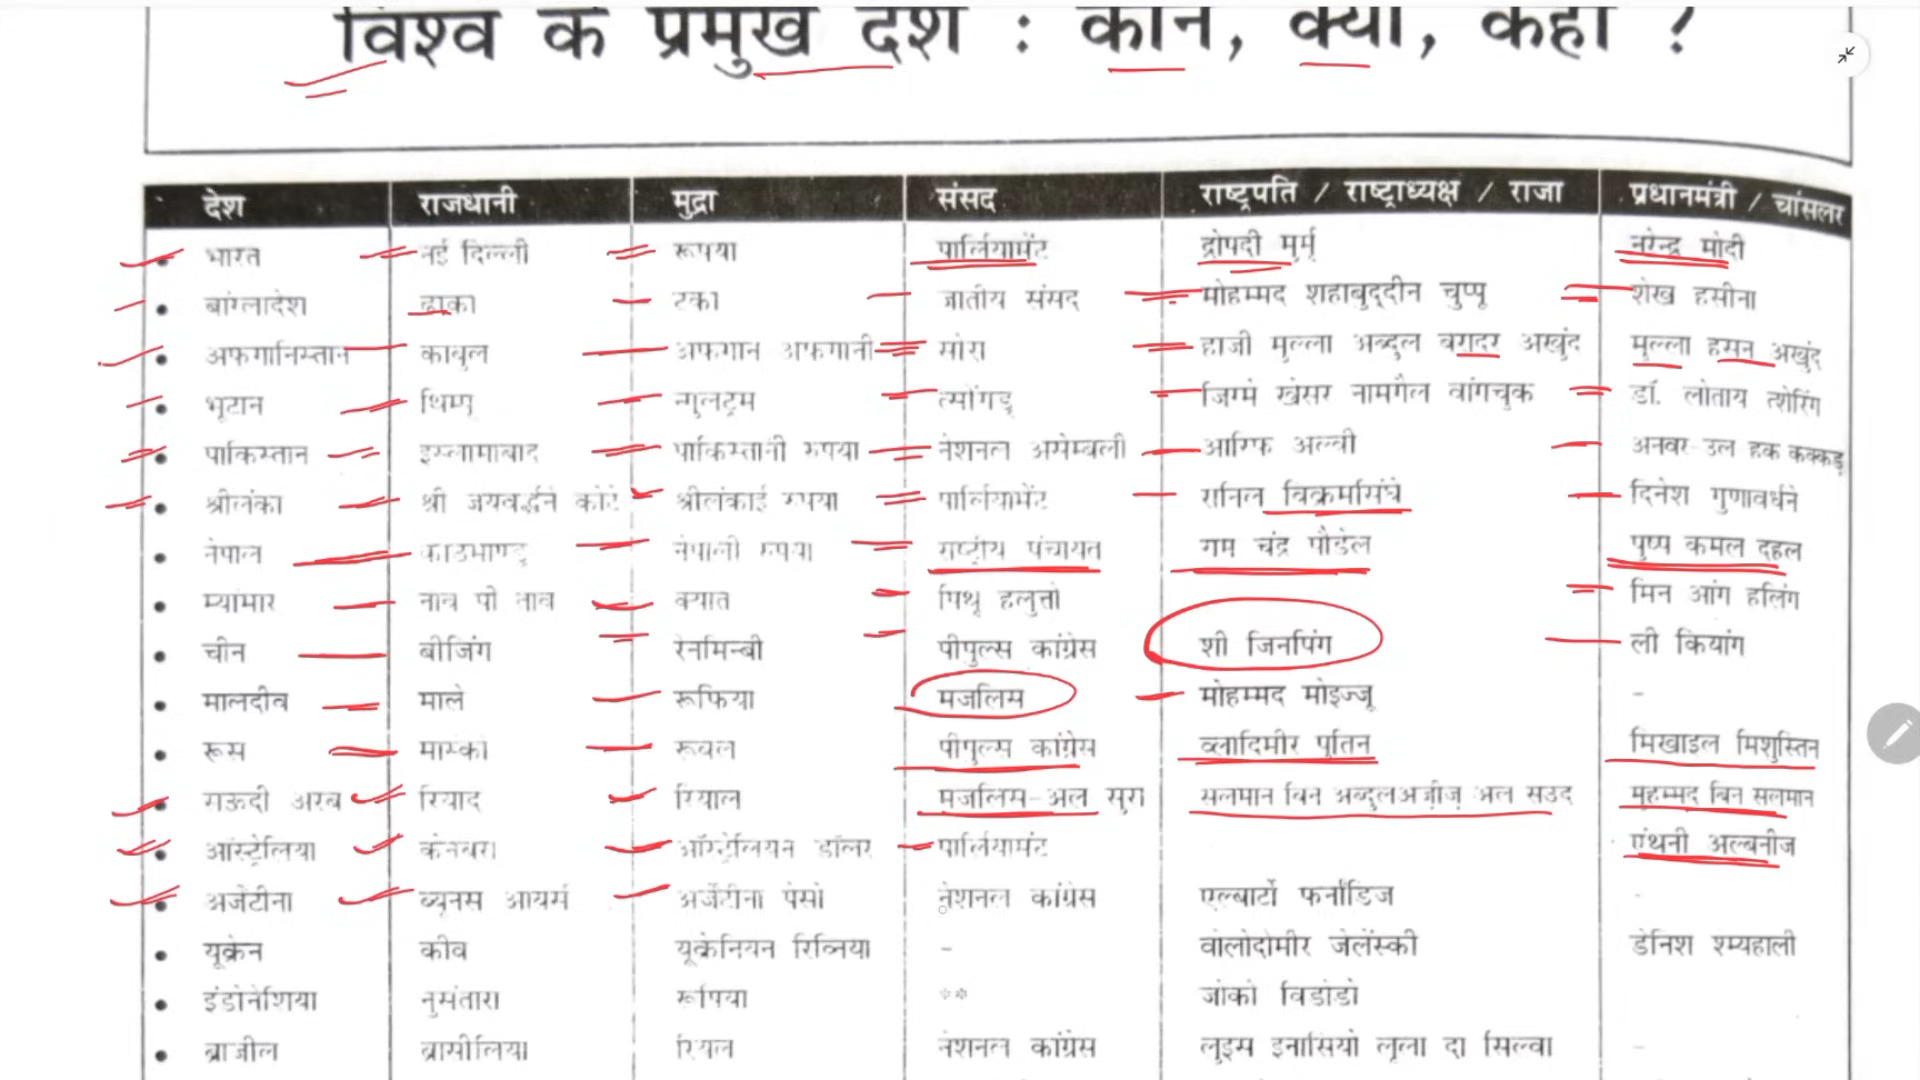 विश्व के प्रमुख देश : कौन, क्या, कहाँ ?
देश राजधानी मुद्रा संसद राष्ट्रपति / राष्ट्राध्यक्ष / राजा प्रधानमंत्री / चांसलर
• भारत नई दिल्ली रूपया पार्लियामेंट द्रोपदी मुर्मू नरेन्द्र मोदी
• बांग्लादेश ढाका टका जातीय संसद मोहम्मद शहाबुद्दीन चुप्पू शेख हसीना
• अफगानिस्तान काबुल अफगान अफगानी सोरा हाजी मुल्ला अब्दुल बरादर अखुंद मुल्ला हसन अखुंद
• भूटान थिम्पू न्गुलट्रम त्सोंगडू जिग्मे खेसर नामगैल वांगचुक डॉ. लोताय त्शेरिंग
• पाकिस्तान इस्लामाबाद पाकिस्तानी रुपया नेशनल असेम्बली आरिफ अल्वी अनवर-उल हक कक्कड़
• श्रीलंका श्री जयवर्द्धने कोटे श्रीलंकाई रुपया पार्लियामेंट रानिल विक्रमसिंघे दिनेश गुणावर्धने
• नेपाल काठमाण्डू नेपाली रुपया राष्ट्रीय पंचायत राम चंद्र पौडेल पुष्प कमल दहल
• म्यांमार नाय पी ताव क्यात पिथू हलुत्तो मिन आंग हलिंग
• चीन बीजिंग रेनमिन्बी पीपुल्स कांग्रेस शी जिनपिंग ली कियांग
• मालदीव माले रूफिया मजलिस मोहम्मद मोइज्जू -
• रूस मास्को रूबल पीपुल्स कांग्रेस व्लादिमीर पुतिन मिखाइल मिशुस्तिन
• सऊदी अरब रियाद रियाल मजलिस-अल सुरा सलमान बिन अब्दुलअज़ीज़ अल सउद मुहम्मद बिन सलमान
• आस्ट्रेलिया केनबरा ऑस्ट्रेलियन डॉलर पार्लियामेंट एंथनी अल्बनीज
• अर्जेंटीना ब्यूनस आयर्स अर्जेंटीना पेसो नेशनल कांग्रेस एल्बार्टो फर्नांडिज -
• यूक्रेन कीव यूक्रेनियन रिव्निया - वोलोदोमीर जेलेंस्की डेनिश श्म्यहाली
• इंडोनेशिया नुसंतारा रूपिया ** जोको विडोडो
• ब्राजील ब्रासीलिया रियल नेशनल कांग्रेस लुइस इनासियो लूला दा सिल्वा -